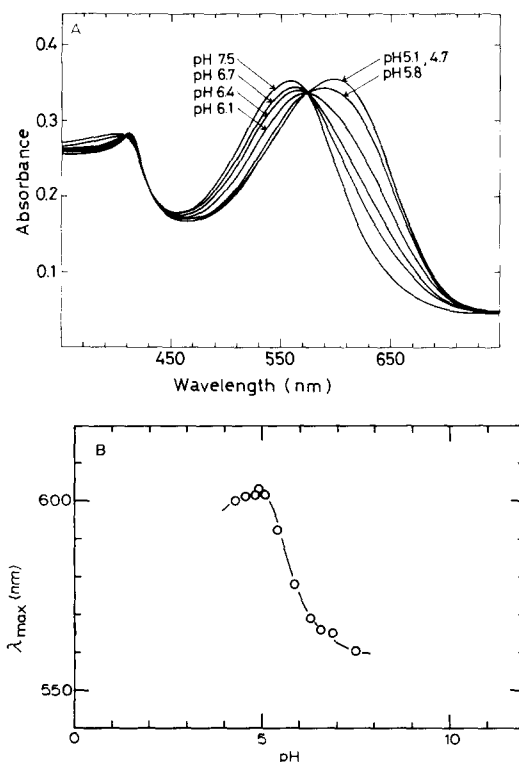 A
0.4
0.3
0.2
0.1
Absorbance
pH 7.5
pH 6.7
pH 6.4
pH 6.1
pH 5.1, 4.7
pH 5.8
450
550
650
Wavelength (nm)
B
600
550
λmax (nm)
0
5
10
pH